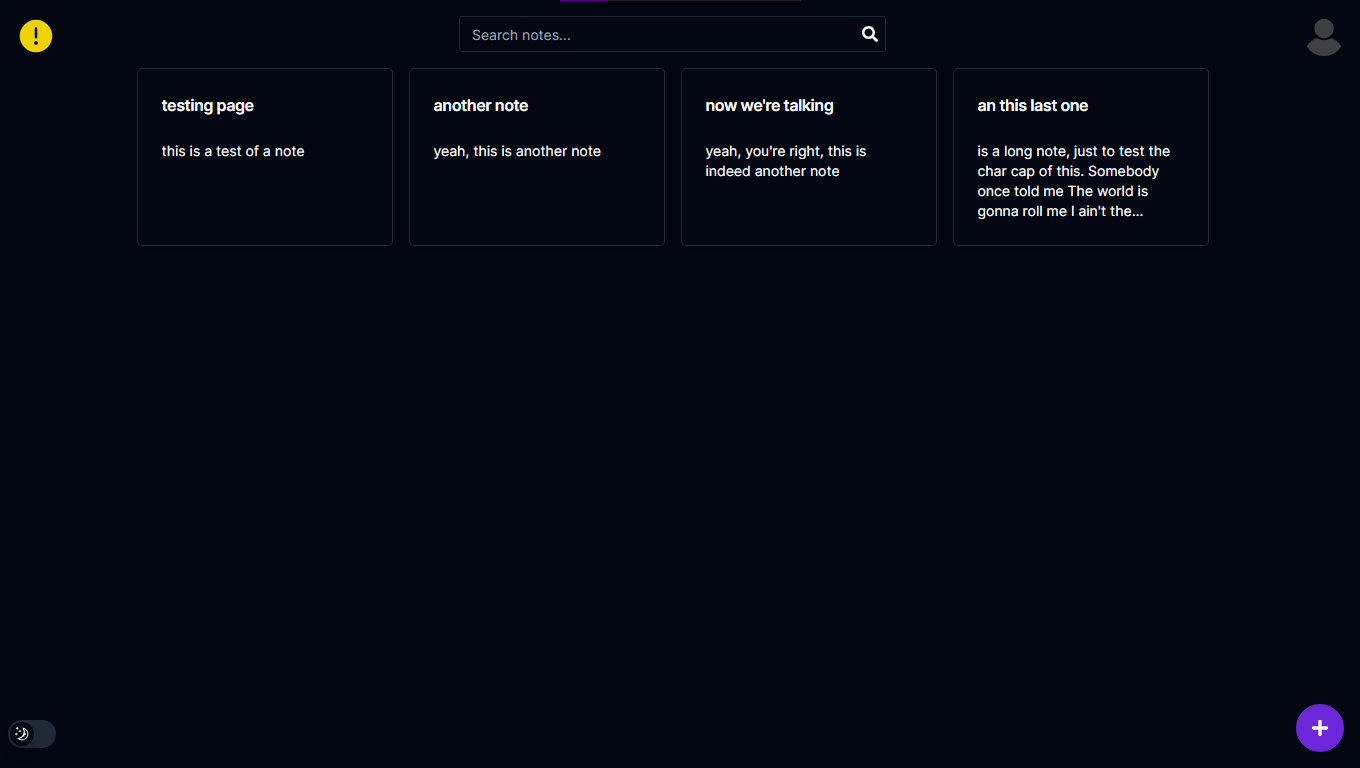 Search notes...
testing page
this is a test of a note
another note
yeah, this is another note
now we're talking
yeah, you're right, this is
indeed another note
an this last one
is a long note, just to test the
char cap of this. Somebody
once told me The world is
gonna roll me I ain't the...